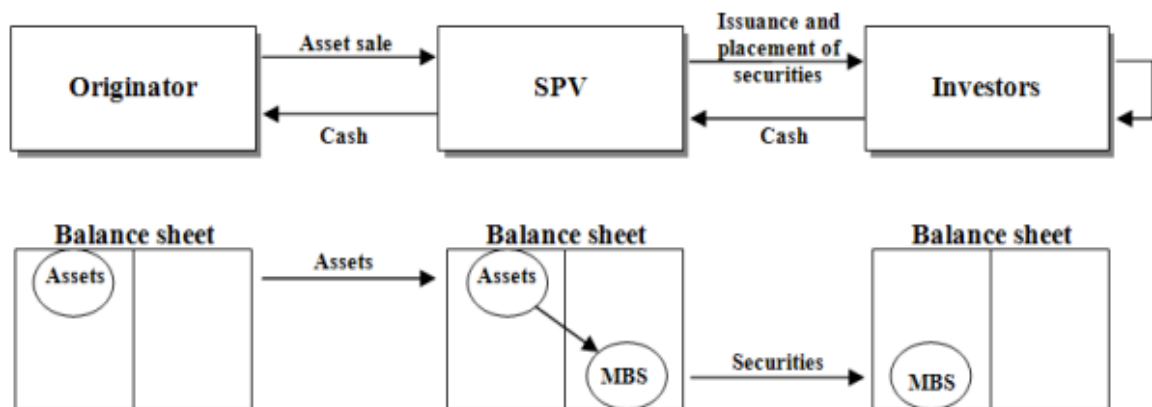 Issuance and
placement of
securities
Asset sale
Originator
SPV
Investors
Cash
Cash
Balance sheet
Balance sheet
Balance sheet
Assets
Assets
Assets
MBS
Securities
MBS